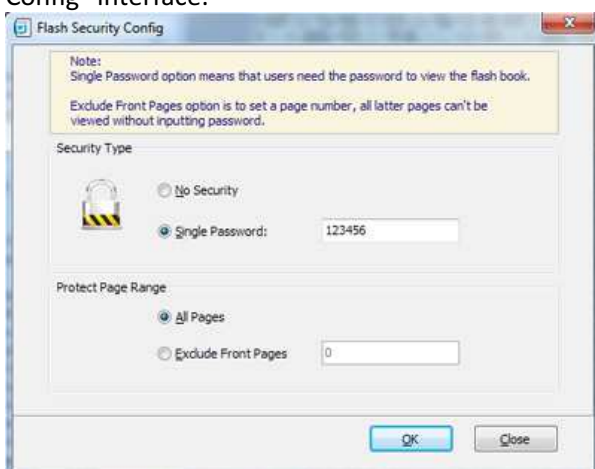 Config" interface:
Flash Security Config
Note:
Single Password option means that users need the password to view the flash book.
Exclude Front Pages option is to set a page number, all latter pages can't be
viewed without inputting password.
Security Type
No Security
Single Password: 123456
Protect Page Range
All Pages
Exclude Front Pages 0
OK Close